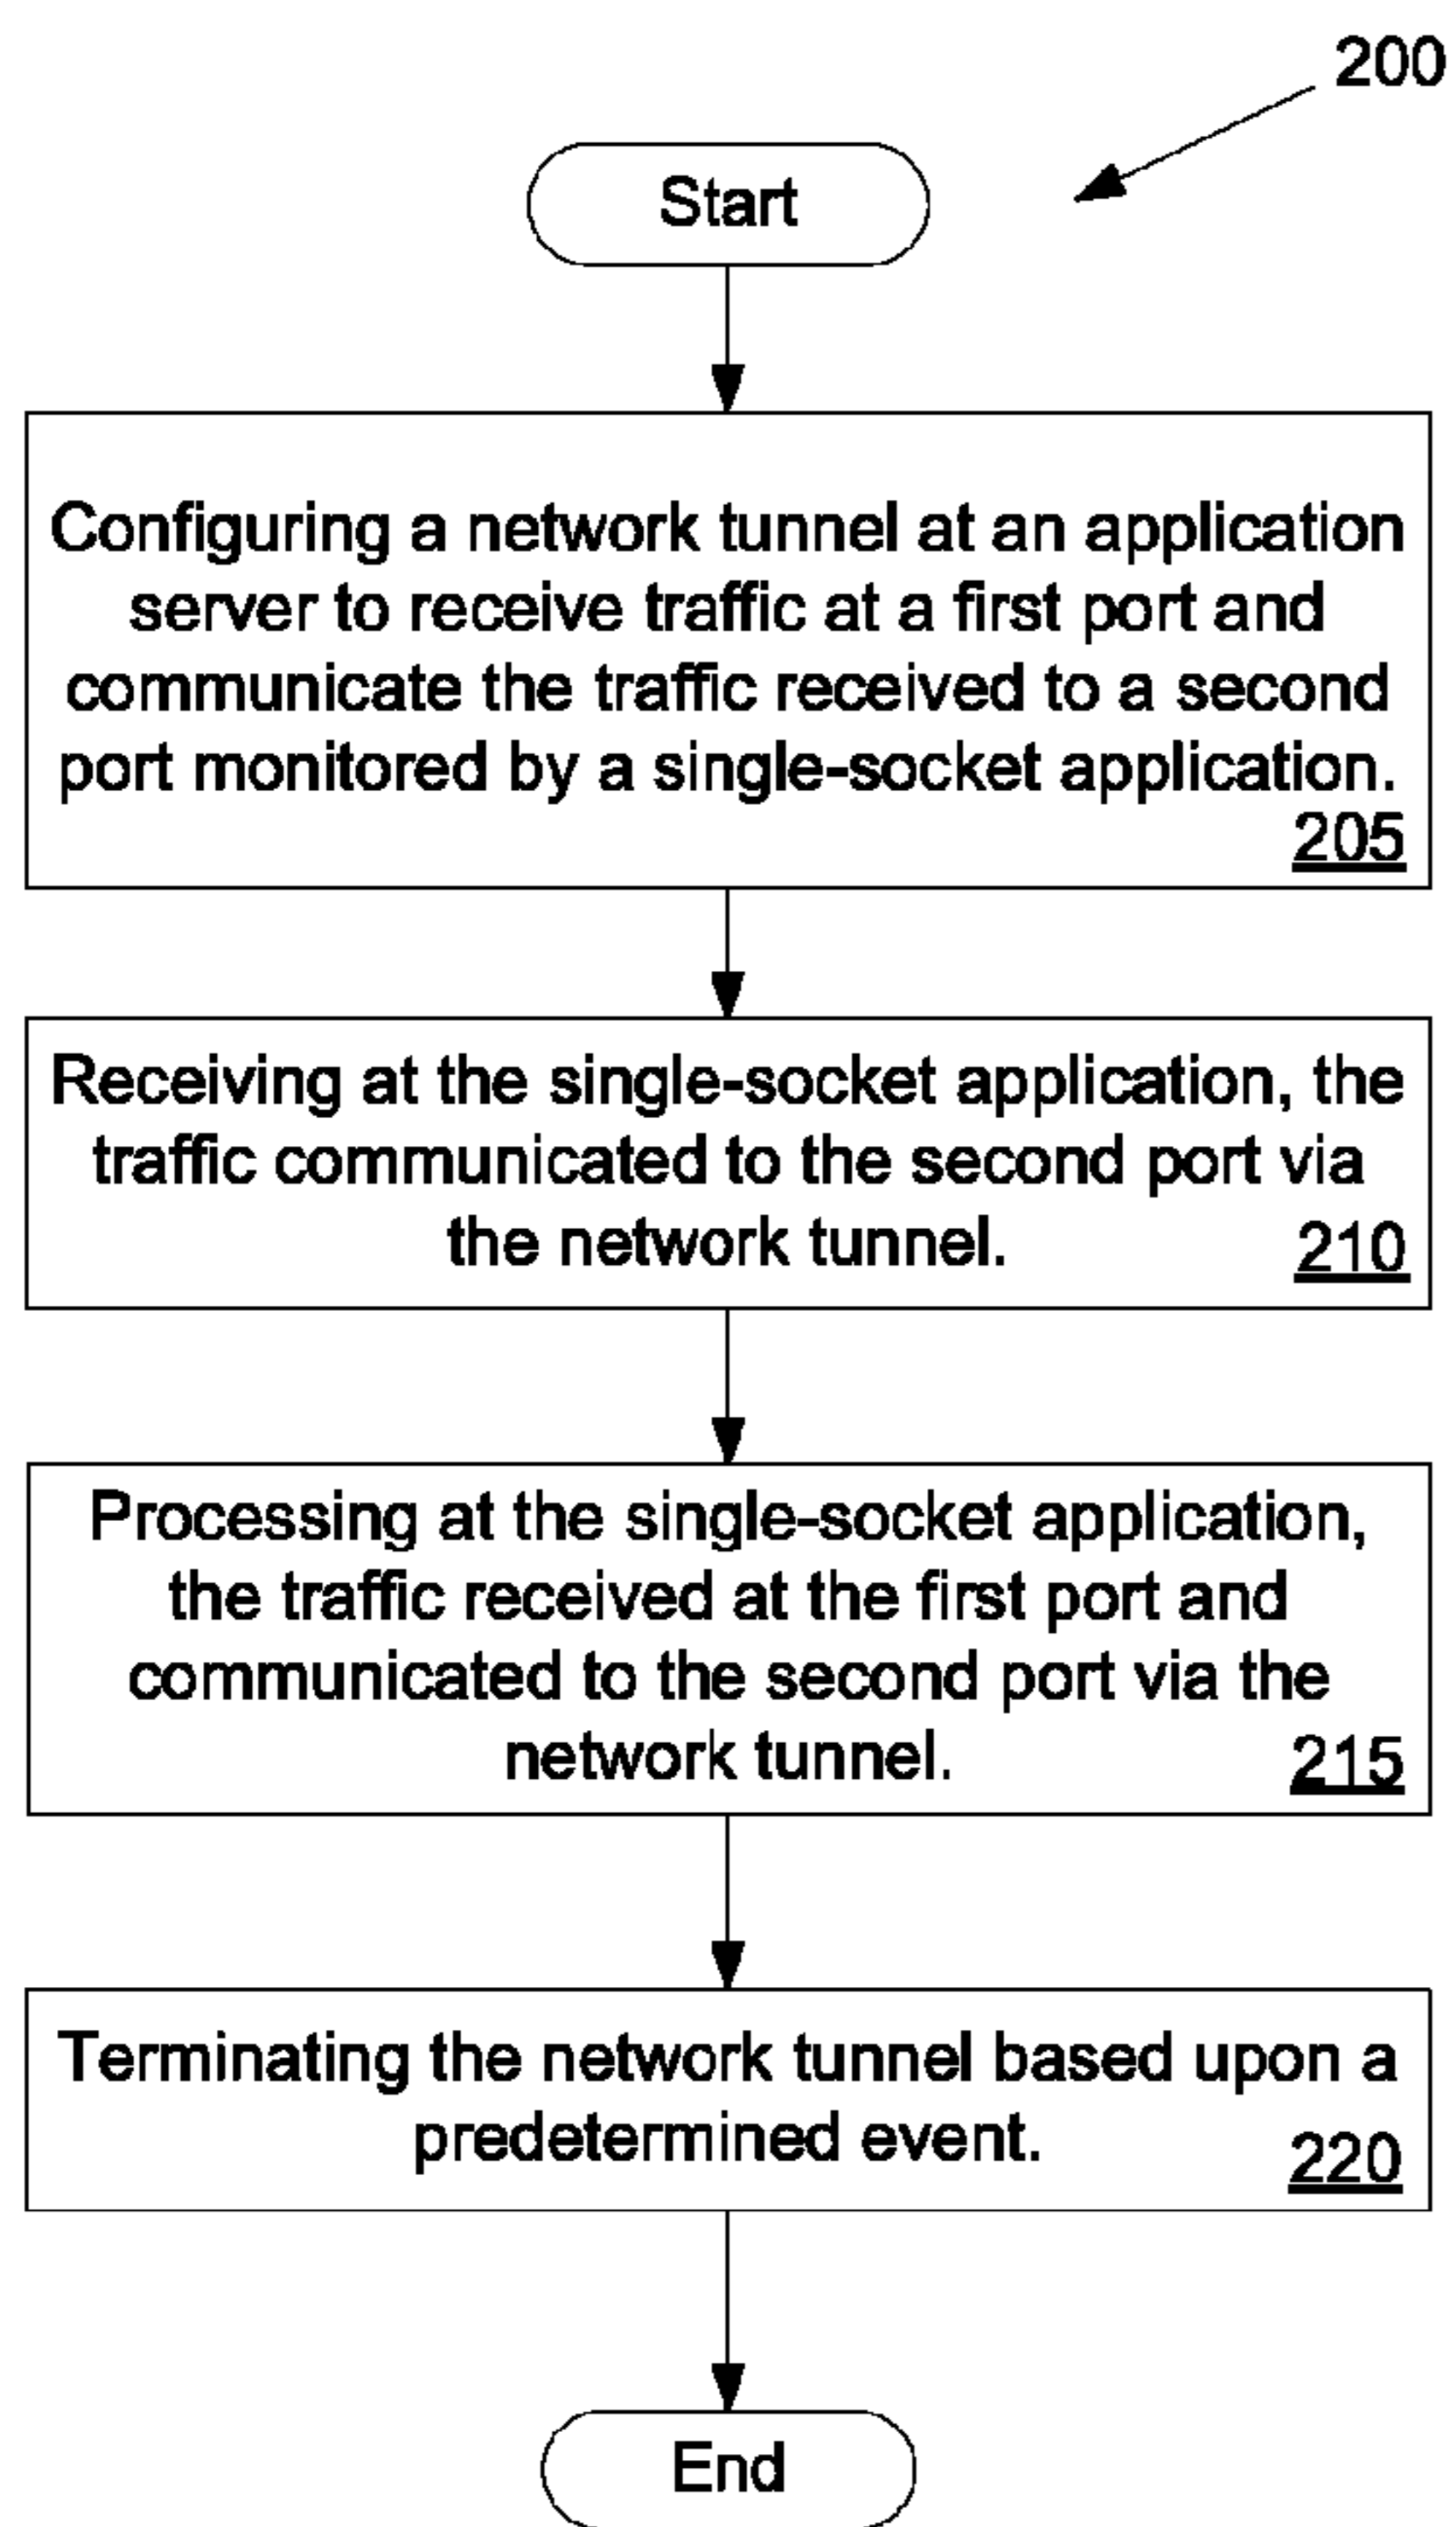 200
Start
Configuring a network tunnel at an application
server to receive traffic at a first port and
communicate the traffic received to a second
port monitored by a single-socket application.
205
Receiving at the single-socket application, the
traffic communicated to the second port via
the network tunnel.
210
Processing at the single-socket application,
the traffic received at the first port and
communicated to the second port via the
network tunnel.
215
Terminating the network tunnel based upon a
predetermined event.
220
End